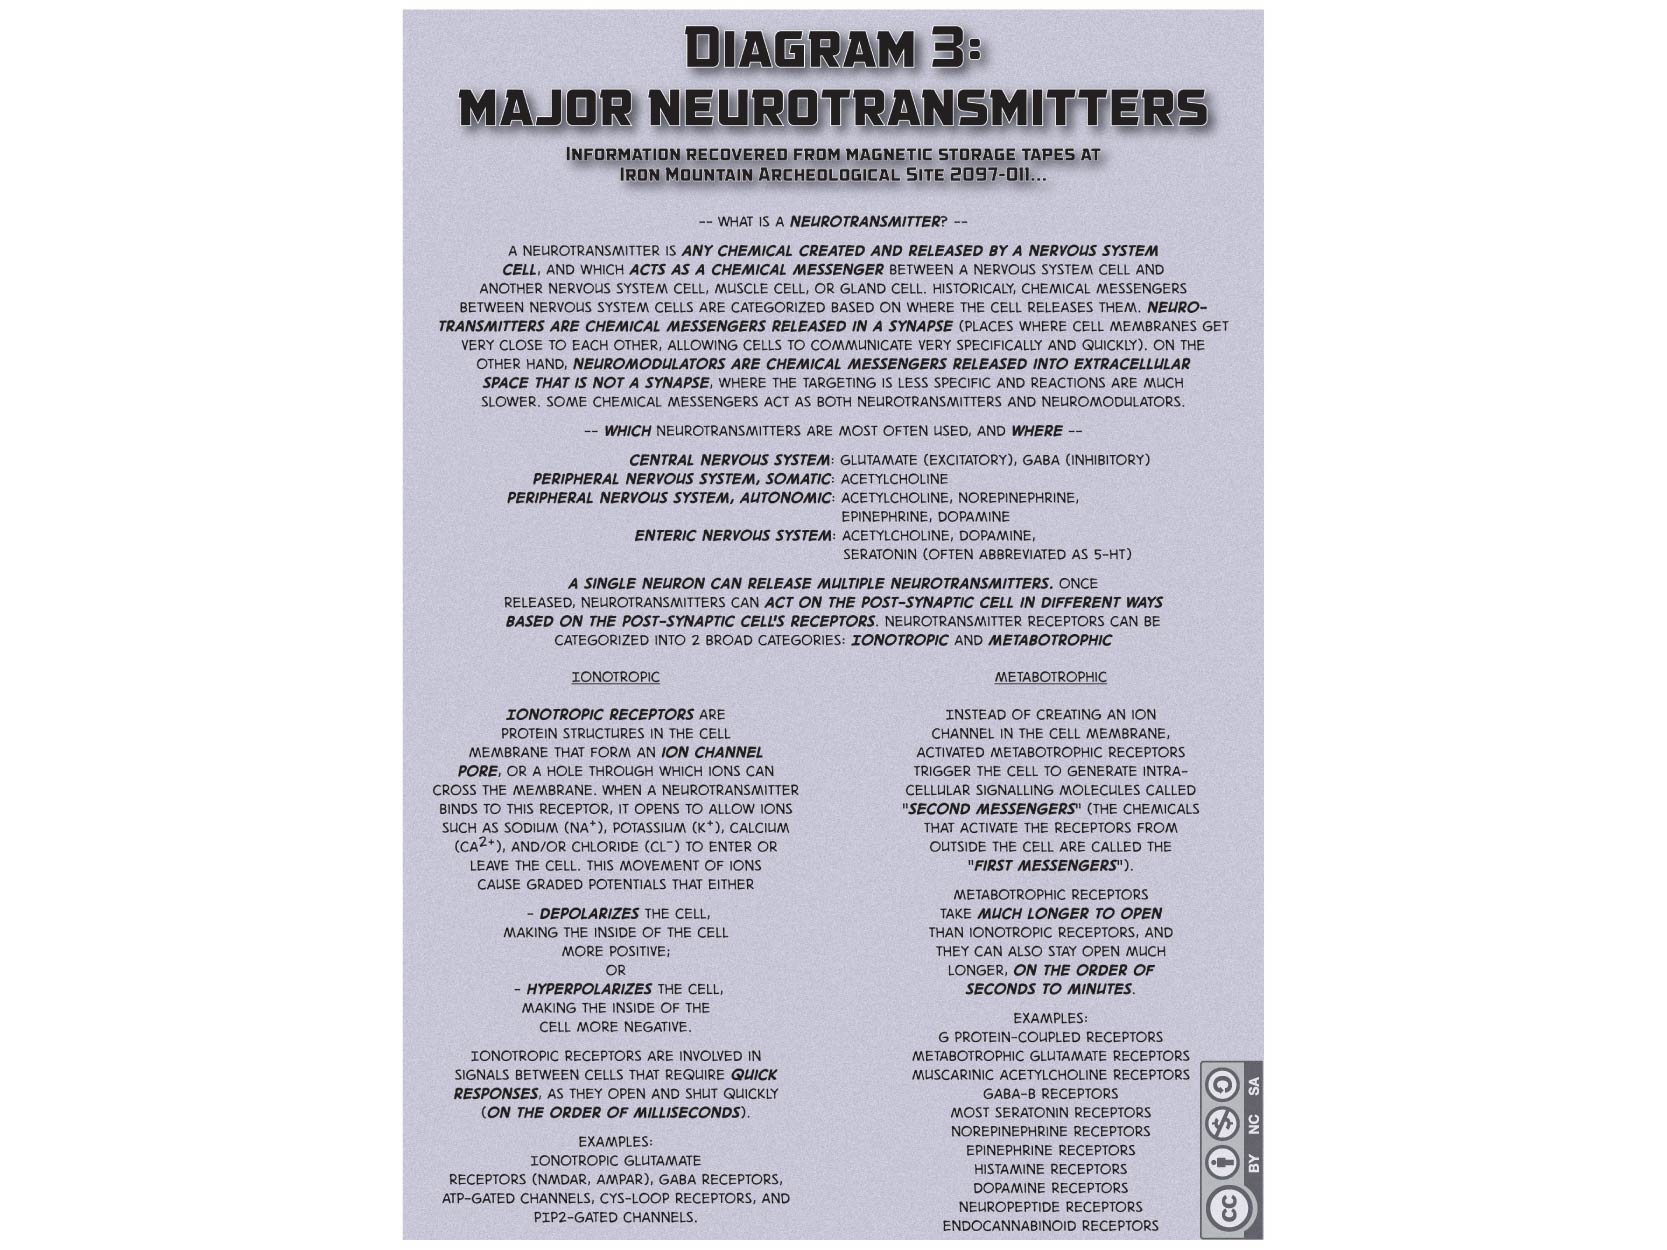 DIAGRAM 3:
MAJOR NEUROTRANSMITTERS
INFORMATION RECOVERED FROM MAGNETIC STORAGE TAPES AT
IRON MOUNTAIN ARCHEOLOGICAL SITE 2097-011...
-- WHAT IS A NEUROTRANSMITTER? --
A NEUROTRANSMITTER IS ANY CHEMICAL CREATED AND RELEASED BY A NERVOUS SYSTEM
CELL, AND WHICH ACTS AS A CHEMICAL MESSENGER BETWEEN A NERVOUS SYSTEM CELL AND
ANOTHER NERVOUS SYSTEM CELL, MUSCLE CELL, OR GLAND CELL. HISTORICALY, CHEMICAL MESSENGERS
BETWEEN NERVOUS SYSTEM CELLS ARE CATEGORIZED BASED ON WHERE THE CELL RELEASES THEM. NEURO-
TRANSMITTERS ARE CHEMICAL MESSENGERS RELEASED IN A SYNAPSE (PLACES WHERE CELL MEMBRANES GET
VERY CLOSE TO EACH OTHER, ALLOWING CELLS TO COMMUNICATE VERY SPECIFICALLY AND QUICKLY). ON THE
OTHER HAND, NEUROMODULATORS ARE CHEMICAL MESSENGERS RELEASED INTO EXTRACELLULAR
SPACE THAT IS NOT A SYNAPSE, WHERE THE TARGETING IS LESS SPECIFIC AND REACTIONS ARE MUCH
SLOWER. SOME CHEMICAL MESSENGERS ACT AS BOTH NEUROTRANSMITTERS AND NEUROMODULATORS.
-- WHICH NEUROTRANSMITTERS ARE MOST OFTEN USED, AND WHERE --
CENTRAL NERVOUS SYSTEM: GLUTAMATE (EXCITATORY), GABA (INHIBITORY)
PERIPHERAL NERVOUS SYSTEM, SOMATIC: ACETYLCHOLINE
PERIPHERAL NERVOUS SYSTEM, AUTONOMIC: ACETYLCHOLINE, NOREPINEPHRINE,
EPINEPHRINE, DOPAMINE
ENTERIC NERVOUS SYSTEM: ACETYLCHOLINE, DOPAMINE,
SERATONIN (OFTEN ABBREVIATED AS 5-HT)
A SINGLE NEURON CAN RELEASE MULTIPLE NEUROTRANSMITTERS. ONCE
RELEASED, NEUROTRANSMITTERS CAN ACT ON THE POST-SYNAPTIC CELL IN DIFFERENT WAYS
BASED ON THE POST-SYNAPTIC CELL'S RECEPTORS. NEUROTRANSMITTER RECEPTORS CAN BE
CATEGORIZED INTO 2 BROAD CATEGORIES: IONOTROPIC AND METABOTROPHIC
IONOTROPIC
IONOTROPIC RECEPTORS ARE
PROTEIN STRUCTURES IN THE CELL
MEMBRANE THAT FORM AN ION CHANNEL
PORE, OR A HOLE THROUGH WHICH IONS CAN
CROSS THE MEMBRANE. WHEN A NEUROTRANSMITTER
BINDS TO THIS RECEPTOR, IT OPENS TO ALLOW IONS
SUCH AS SODIUM (NA⁺), POTASSIUM (K⁺), CALCIUM
(CA²⁺), AND/OR CHLORIDE (CL⁻) TO ENTER OR
LEAVE THE CELL. THIS MOVEMENT OF IONS
CAUSE GRADED POTENTIALS THAT EITHER
- DEPOLARIZES THE CELL,
MAKING THE INSIDE OF THE CELL
MORE POSITIVE;
OR
- HYPERPOLARIZES THE CELL,
MAKING THE INSIDE OF THE
CELL MORE NEGATIVE.
IONOTROPIC RECEPTORS ARE INVOLVED IN
SIGNALS BETWEEN CELLS THAT REQUIRE QUICK
RESPONSES, AS THEY OPEN AND SHUT QUICKLY
(ON THE ORDER OF MILLISECONDS).
EXAMPLES:
IONOTROPIC GLUTAMATE
RECEPTORS (NMDAR, AMPAR), GABA RECEPTORS,
ATP-GATED CHANNELS, CYS-LOOP RECEPTORS, AND
PIP2-GATED CHANNELS.
METABOTROPHIC
INSTEAD OF CREATING AN ION
CHANNEL IN THE CELL MEMBRANE,
ACTIVATED METABOTROPHIC RECEPTORS
TRIGGER THE CELL TO GENERATE INTRA-
CELLULAR SIGNALLING MOLECULES CALLED
"SECOND MESSENGERS" (THE CHEMICALS
THAT ACTIVATE THE RECEPTORS FROM
OUTSIDE THE CELL ARE CALLED THE
"FIRST MESSENGERS").
METABOTROPHIC RECEPTORS
TAKE MUCH LONGER TO OPEN
THAN IONOTROPIC RECEPTORS, AND
THEY CAN ALSO STAY OPEN MUCH
LONGER, ON THE ORDER OF
SECONDS TO MINUTES.
EXAMPLES:
G PROTEIN-COUPLED RECEPTORS
METABOTROPHIC GLUTAMATE RECEPTORS
MUSCARINIC ACETYLCHOLINE RECEPTORS
GABA-B RECEPTORS
MOST SERATONIN RECEPTORS
NOREPINEPHRINE RECEPTORS
EPINEPHRINE RECEPTORS
HISTAMINE RECEPTORS
DOPAMINE RECEPTORS
NEUROPEPTIDE RECEPTORS
ENDOCANNABINOID RECEPTORS
CC
BY NC SA